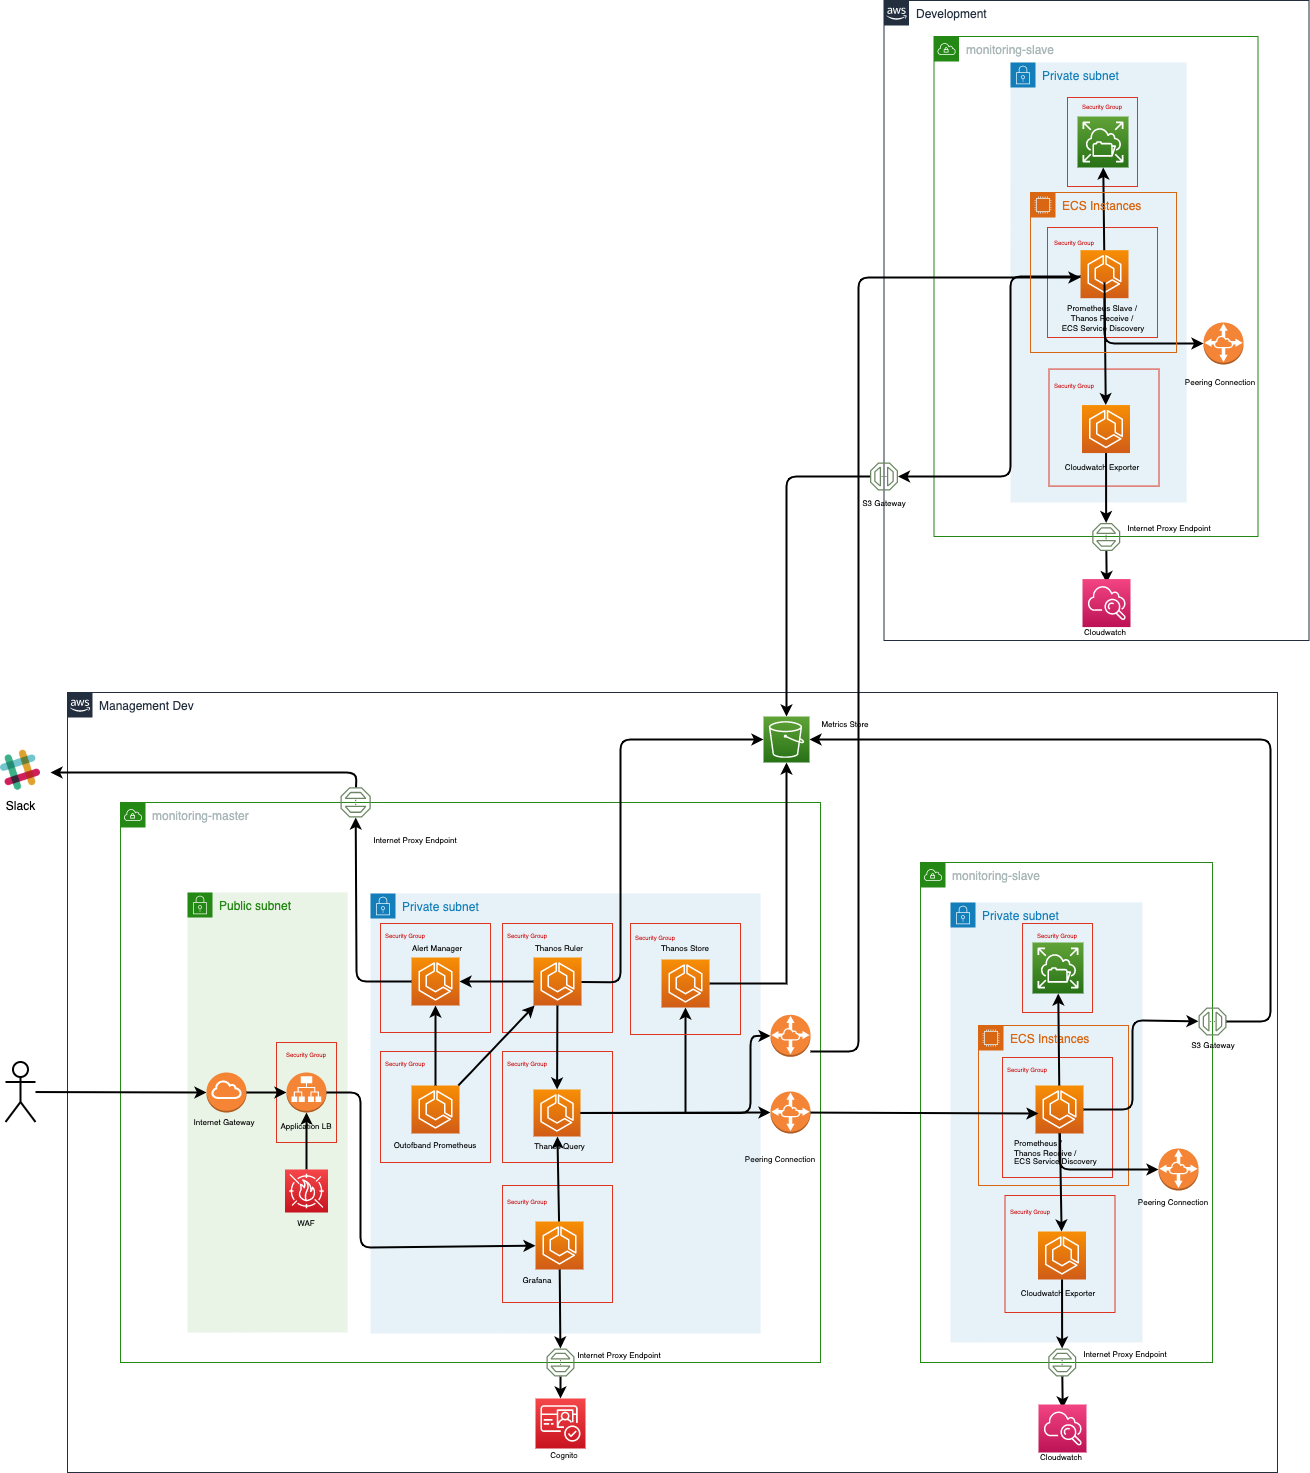 aws
Development
monitoring-slave
Private subnet
Security Group
ECS Instances
Security Group
Prometheus Slave /
Thanos Receive /
ECS Service Discovery
Peering Connection
Security Group
Cloudwatch Exporter
S3 Gateway
Internet Proxy Endpoint
Cloudwatch
aws
Management Dev
Metrics Store
Slack
monitoring-master
Internet Proxy Endpoint
Public subnet
Private subnet
Security Group
Alert Manager
Security Group
Thanos Ruler
Security Group
Thanos Store
Security Group
Application LB
Internet Gateway
WAF
Security Group
Outofband Prometheus
Security Group
Thanos Query
Peering Connection
Security Group
Grafana
Internet Proxy Endpoint
Cognito
monitoring-slave
Private subnet
Security Group
ECS Instances
Security Group
Prometheus /
Thanos Receive /
ECS Service Discovery
S3 Gateway
Peering Connection
Security Group
Cloudwatch Exporter
Internet Proxy Endpoint
Cloudwatch